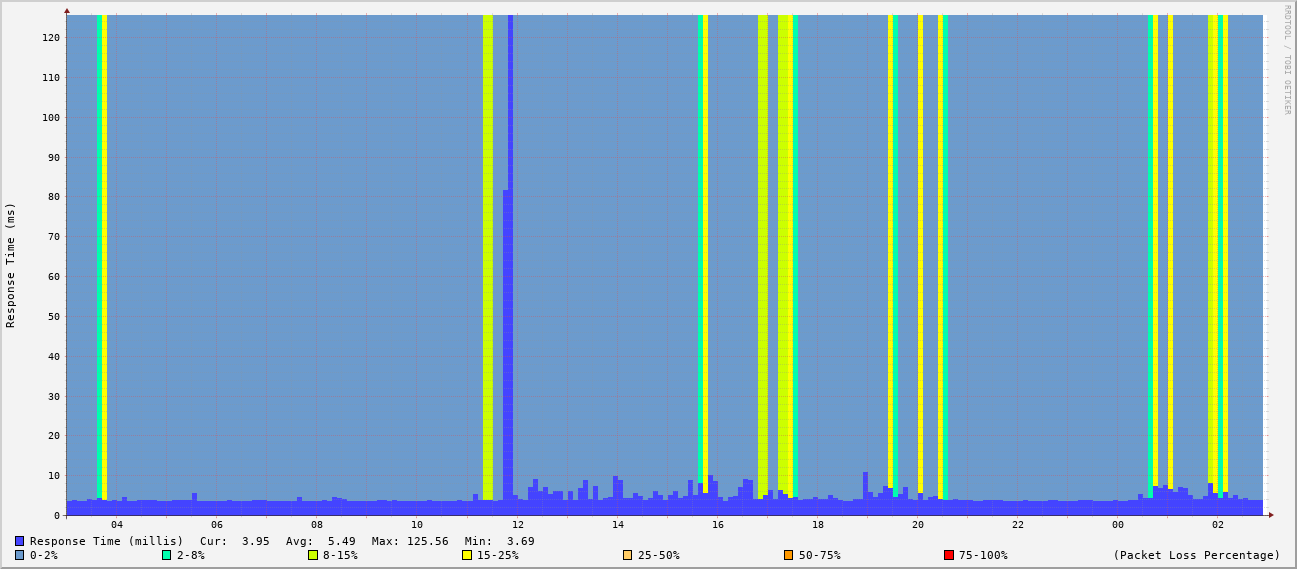 RRDTOOL / TOBI OETIKER
Response Time (ms)
120
110
100
90
80
70
60
50
40
30
20
10
0
04 06 08 10 12 14 16 18 20 22 00 02
Response Time (millis) Cur: 3.95 Avg: 5.49 Max: 125.56 Min: 3.69
0-2% 2-8% 8-15% 15-25% 25-50% 50-75% 75-100% (Packet Loss Percentage)